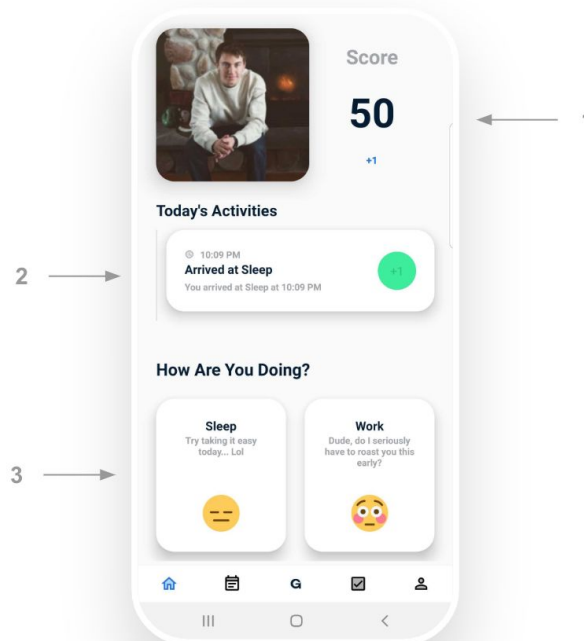 Score
50
+1
Today's Activities
2
10:09 PM
Arrived at Sleep
+1
You arrived at Sleep at 10:09 PM
How Are You Doing?
Sleep
Try taking it easy
today... Lol
Work
Dude, do I seriously
have to roast you this
early?
3
G